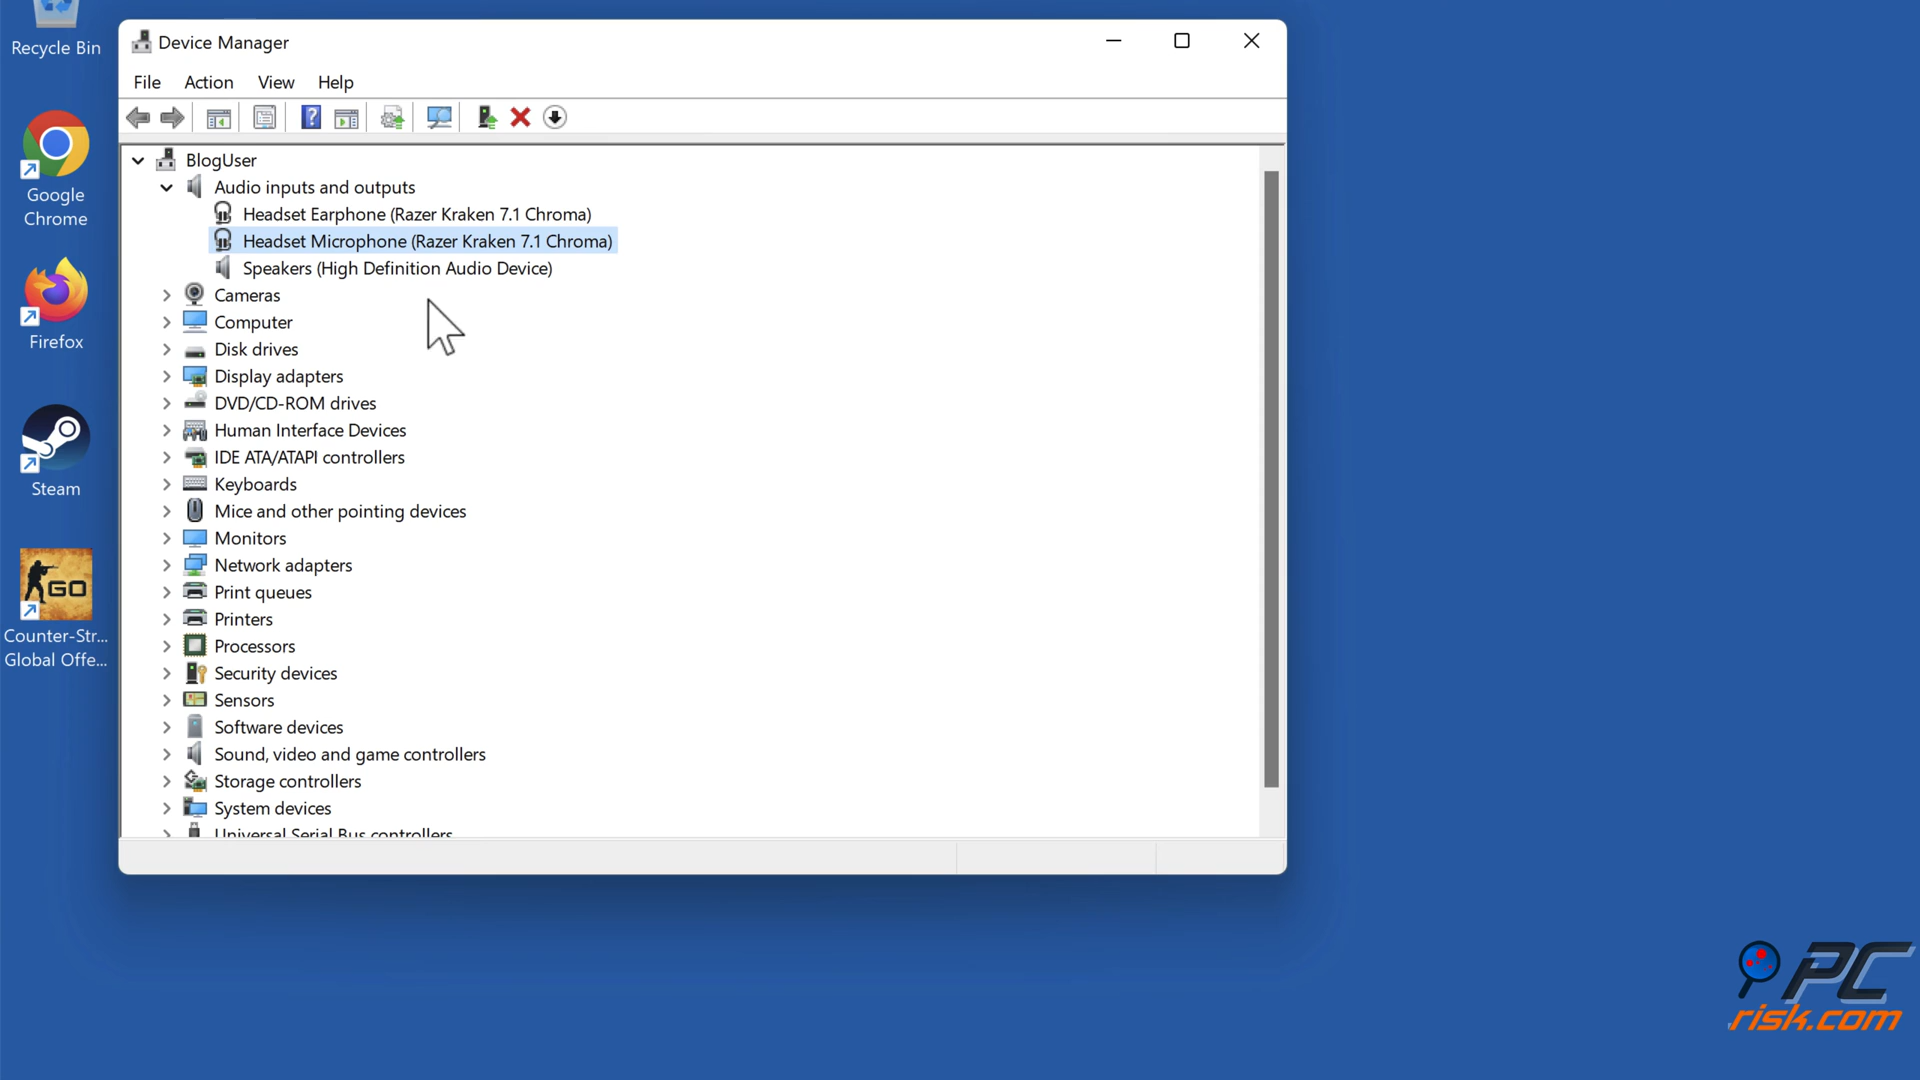 Recycle Bin
Google
Chrome
Firefox
Steam
GO
Counter-Str...
Global Offe...
Device Manager
File Action View Help
BlogUser
Audio inputs and outputs
Headset Earphone (Razer Kraken 7.1 Chroma)
Headset Microphone (Razer Kraken 7.1 Chroma)
Speakers (High Definition Audio Device)
Cameras
Computer
Disk drives
Display adapters
DVD/CD-ROM drives
Human Interface Devices
IDE ATA/ATAPI controllers
Keyboards
Mice and other pointing devices
Monitors
Network adapters
Print queues
Printers
Processors
Security devices
Sensors
Software devices
Sound, video and game controllers
Storage controllers
System devices
Universal Serial Bus controllers
PC
risk.com